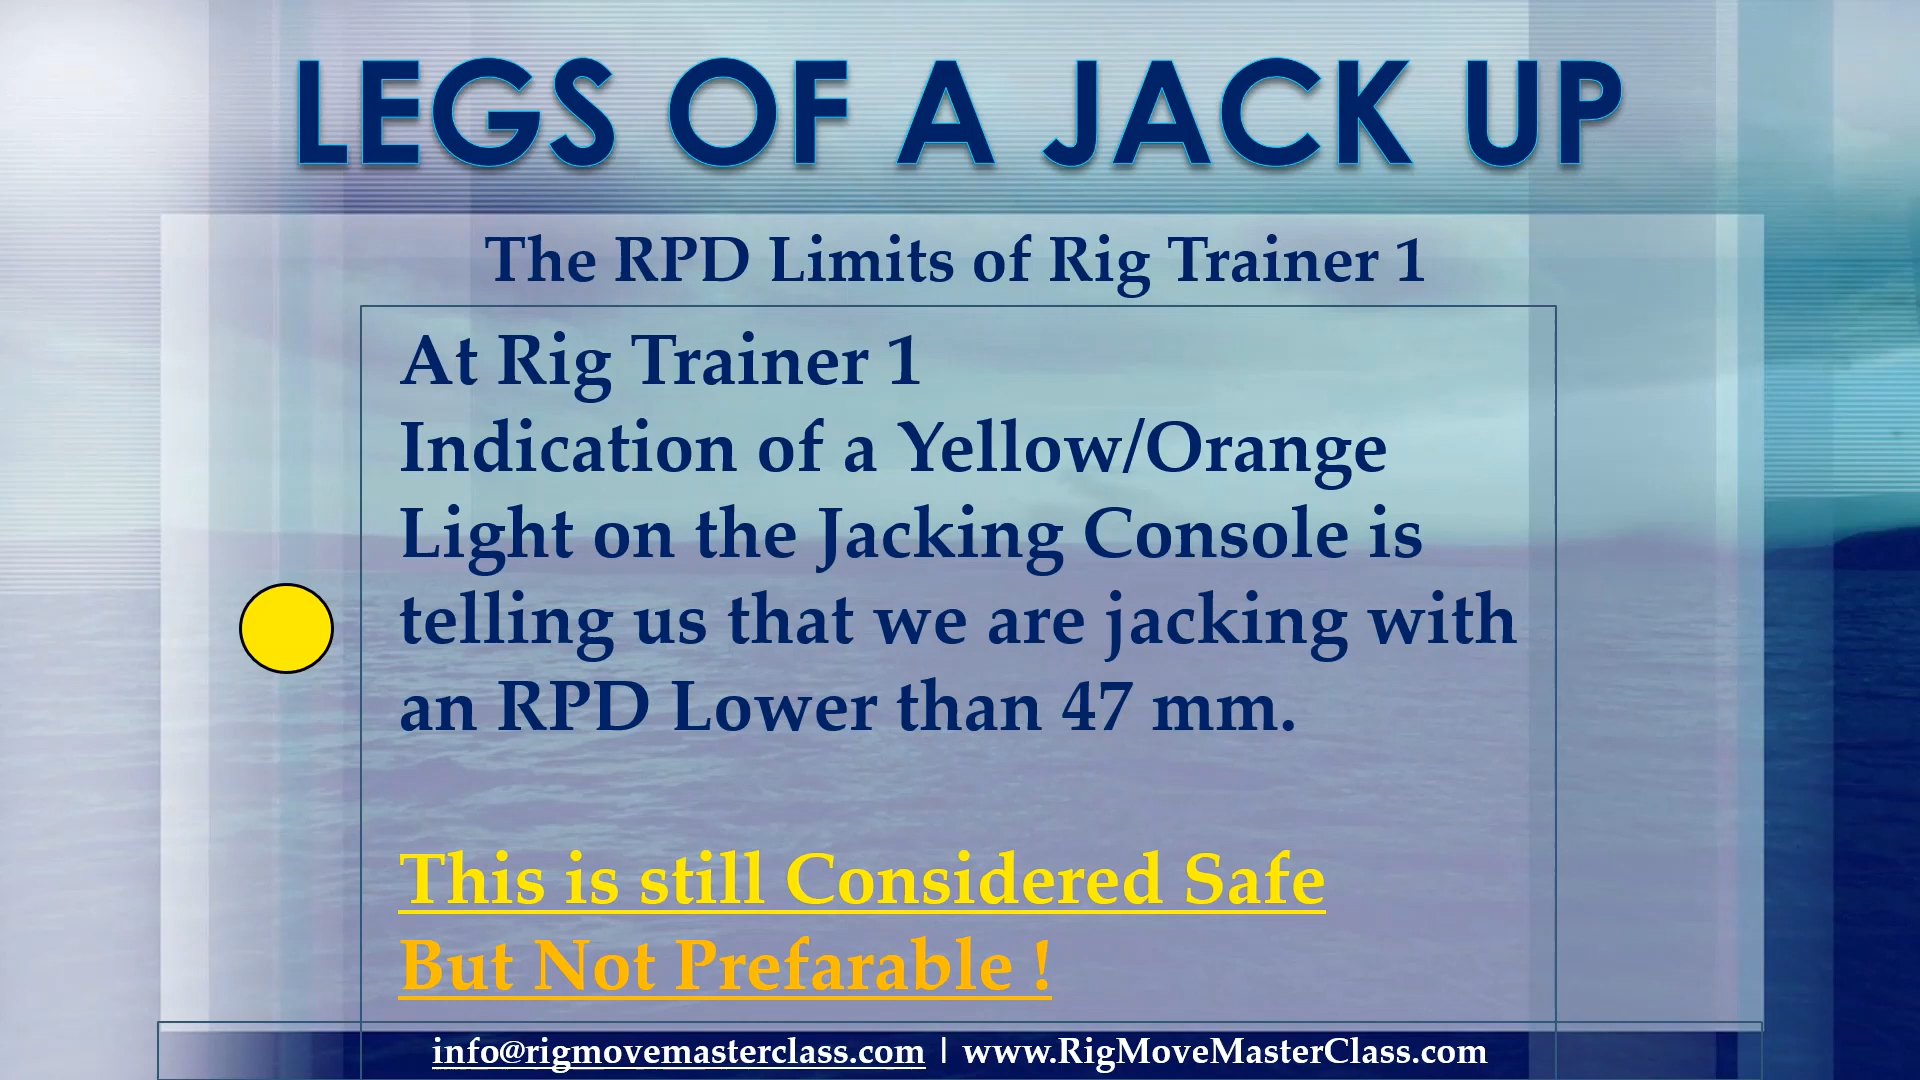 LEGS OF A JACK UP
The RPD Limits of Rig Trainer 1
At Rig Trainer 1
Indication of a Yellow/Orange
Light on the Jacking Console is
telling us that we are jacking with
an RPD Lower than 47 mm.
This is still Considered Safe
But Not Prefarable !
info@rigmovemasterclass.com | www.RigMoveMasterClass.com